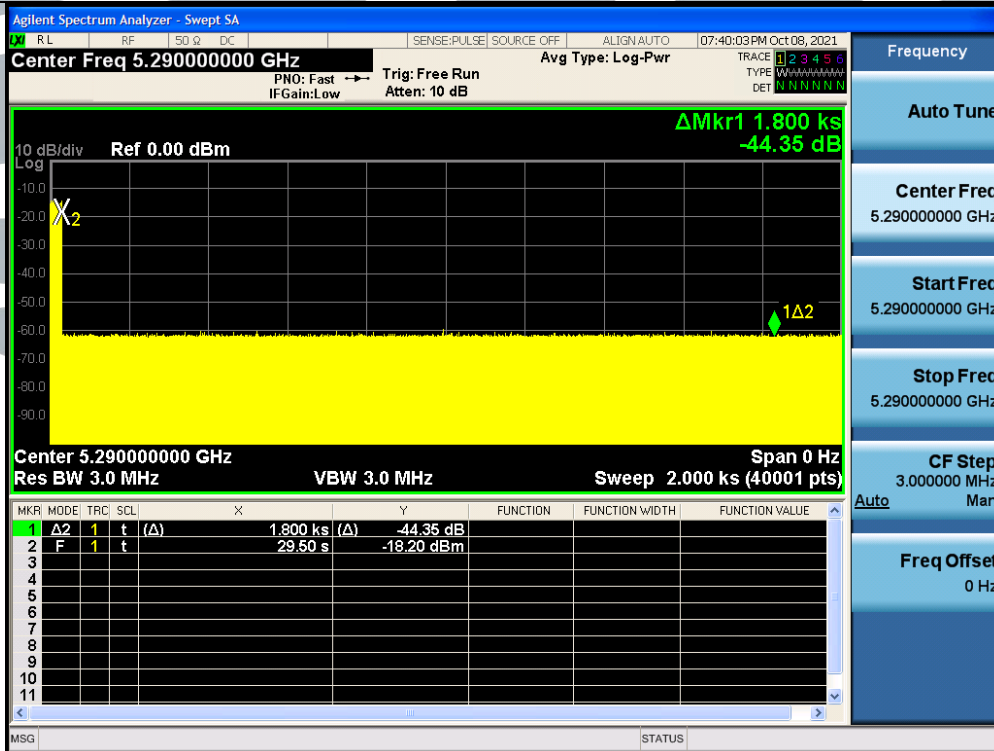 Agilent Spectrum Analyzer - Swept SA
LXI RL RF 50 Ω DC SENSE:PULSE SOURCE OFF ALIGN AUTO 07:40:03 PM Oct 08, 2021
Center Freq 5.290000000 GHz
PNO: Fast
IFGain:Low
Trig: Free Run
Atten: 10 dB
Avg Type: Log-Pwr
TRACE 1 2 3 4 5 6
TYPE
DET N N N N N N
ΔMkr1 1.800 ks
-44.35 dB
10 dB/div Ref 0.00 dBm
Log
-10.0
-20.0
-30.0
-40.0
-50.0
-60.0
-70.0
-80.0
-90.0
X2
1Δ2
Center 5.290000000 GHz Span 0 Hz
Res BW 3.0 MHz VBW 3.0 MHz Sweep 2.000 ks (40001 pts)
MKR MODE TRC SCL X Y FUNCTION FUNCTION WIDTH FUNCTION VALUE
1 Δ2 1 t (Δ) 1.800 ks (Δ) -44.35 dB
2 F 1 t 29.50 s -18.20 dBm
3
4
5
6
7
8
9
10
11
MSG STATUS
Frequency
Auto Tune
Center Freq
5.290000000 GHz
Start Freq
5.290000000 GHz
Stop Freq
5.290000000 GHz
CF Step
3.000000 MHz
Auto Man
Freq Offset
0 Hz